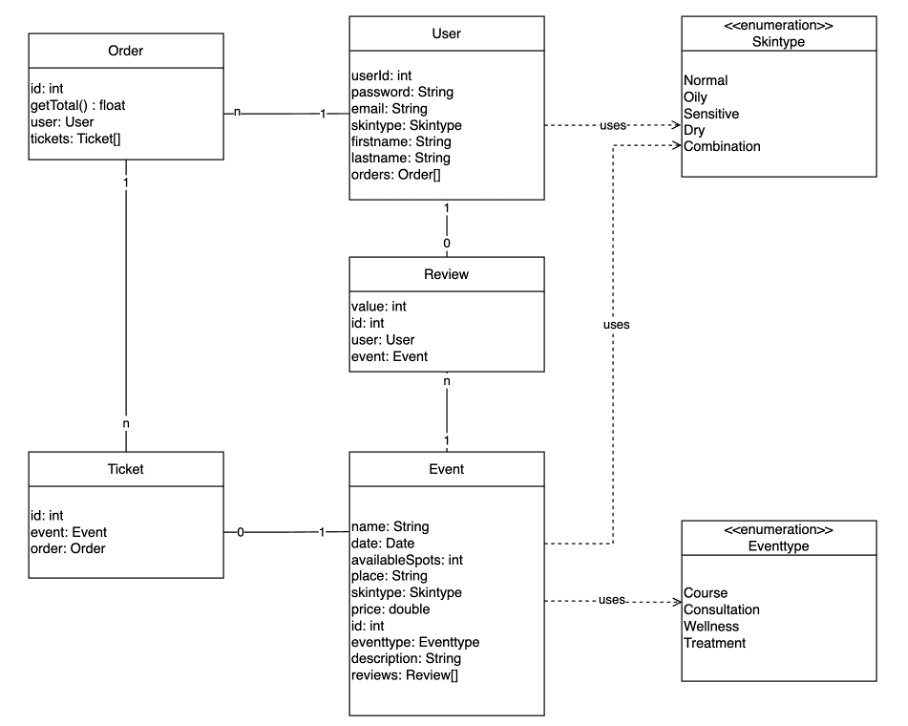 Order
id: int
getTotal() : float
user: User
tickets: Ticket[]
n
1
User
userId: int
password: String
email: String
skintype: Skintype
firstname: String
lastname: String
orders: Order[]
uses
<<enumeration>>
Skintype
Normal
Oily
Sensitive
Dry
Combination
1
n
1
0
Review
value: int
id: int
user: User
event: Event
uses
n
1
Ticket
id: int
event: Event
order: Order
0
1
Event
name: String
date: Date
availableSpots: int
place: String
skintype: Skintype
price: double
id: int
eventtype: Eventtype
description: String
reviews: Review[]
uses
<<enumeration>>
Eventtype
Course
Consultation
Wellness
Treatment